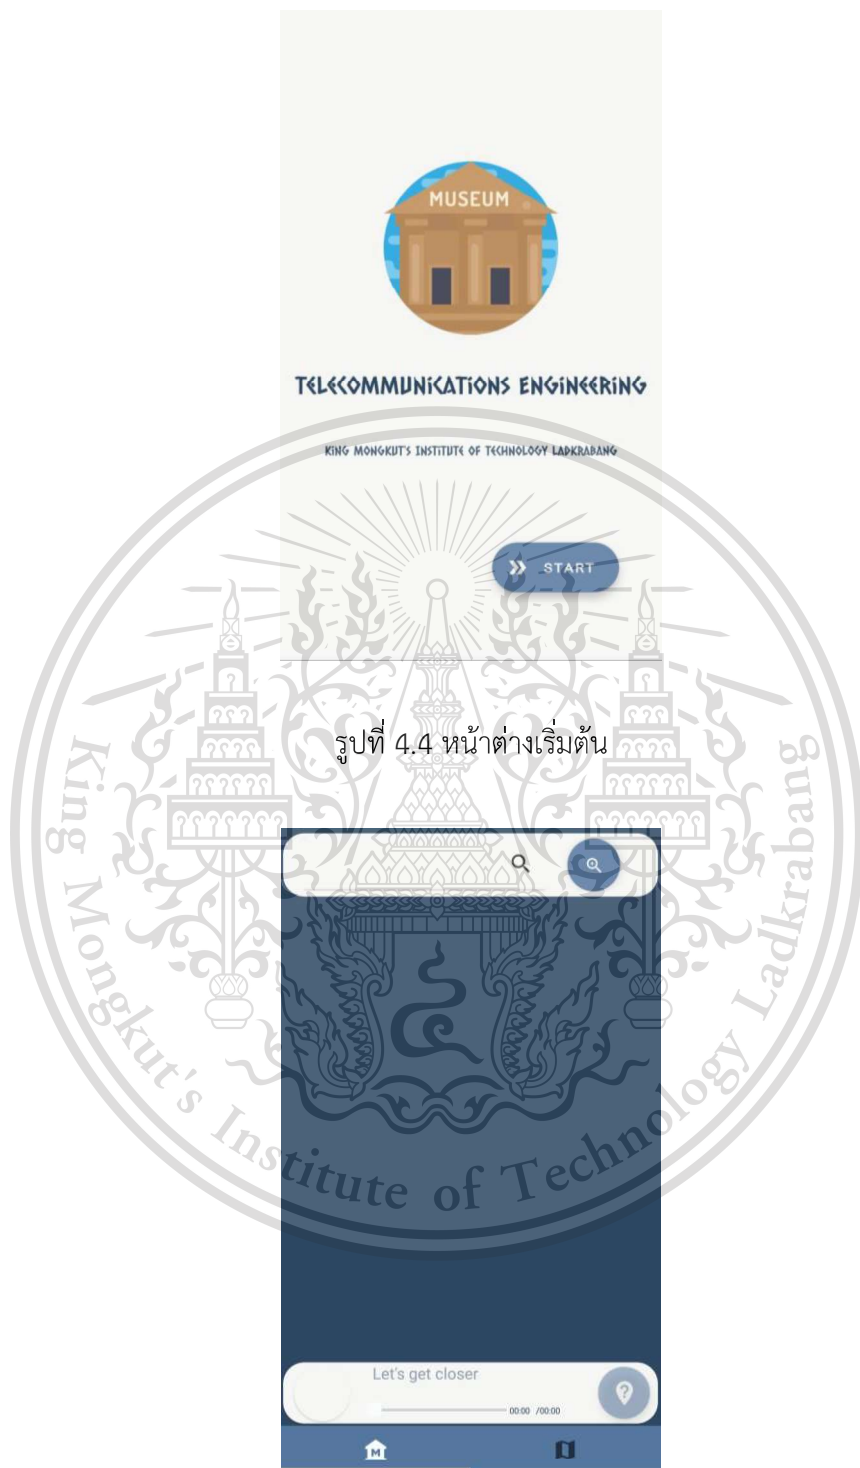 MUSEUM
TELECOMMUNICATIONS ENGINEERING
KING MONGKUT'S INSTITUTE OF TECHNOLOGY LADKRABANG
START
รูปที่ 4.4 หน้าต่างเริ่มต้น
King Mongkut's Institute of Technology Ladkrabang
Let's get closer
00:00 /00:00
M